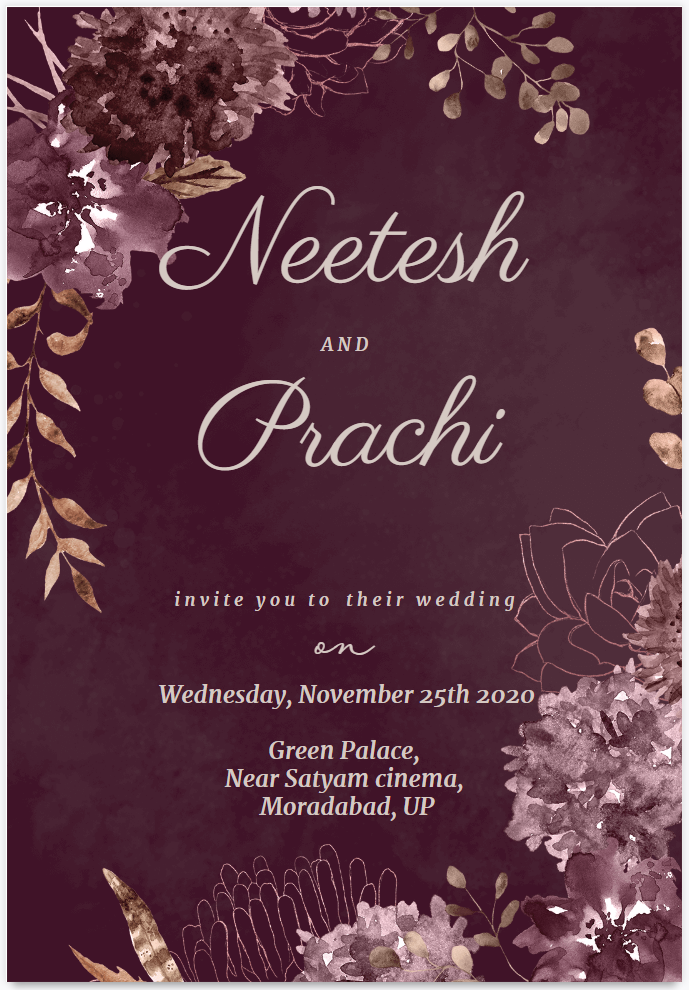 Neetesh
AND
Prachi
invite you to their wedding
on
Wednesday, November 25th 2020
Green Palace,
Near Satyam cinema,
Moradabad, UP